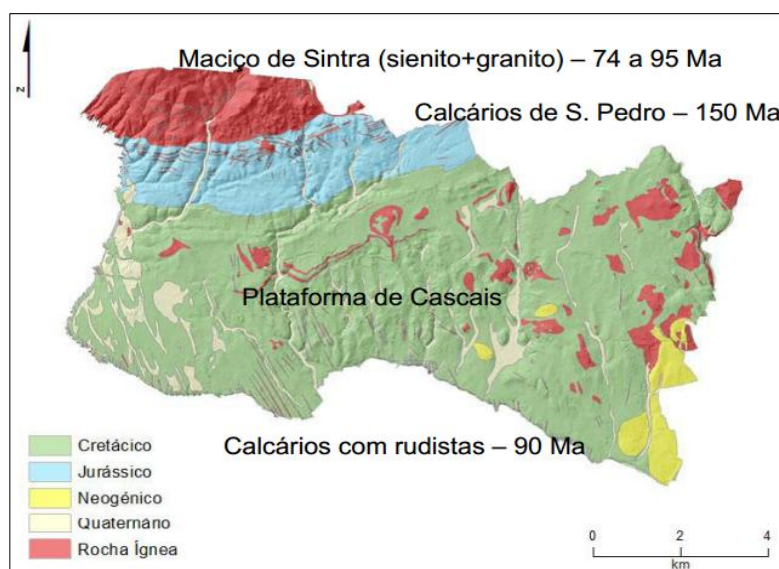 Maciço de Sintra (sienito+granito) – 74 a 95 Ma
z
Calcários de S. Pedro – 150 Ma
Plataforma de Cascais
Calcários com rudistas – 90 Ma
Cretácico
Jurássico
Neogénico
Quaternário
Rocha Ígnea
0 2 4
km